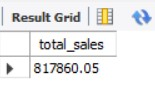 Result Grid
total_sales
817860.05